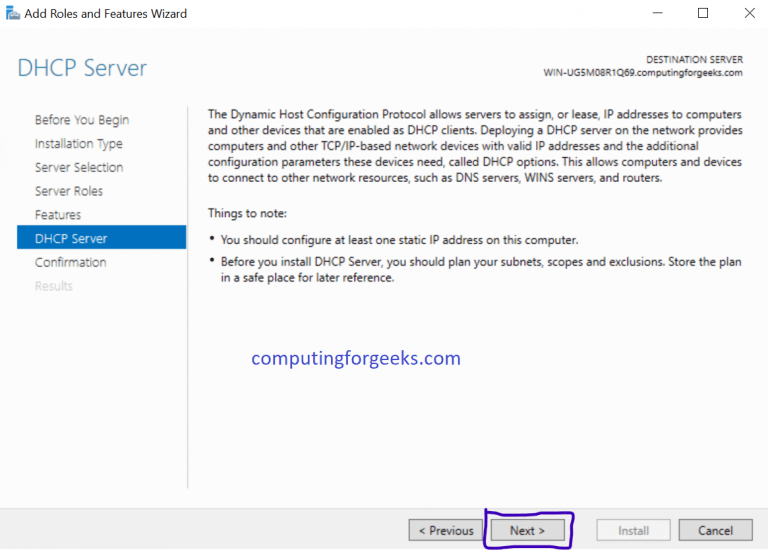 Add Roles and Features Wizard
DHCP Server
DESTINATION SERVER
WIN-UG5M08R1Q69.computingforgeeks.com
Before You Begin
Installation Type
Server Selection
Server Roles
Features
DHCP Server
Confirmation
Results
The Dynamic Host Configuration Protocol allows servers to assign, or lease, IP addresses to computers
and other devices that are enabled as DHCP clients. Deploying a DHCP server on the network provides
computers and other TCP/IP-based network devices with valid IP addresses and the additional
configuration parameters these devices need, called DHCP options. This allows computers and devices
to connect to other network resources, such as DNS servers, WINS servers, and routers.
Things to note:
• You should configure at least one static IP address on this computer.
• Before you install DHCP Server, you should plan your subnets, scopes and exclusions. Store the plan
in a safe place for later reference.
computingforgeeks.com
< Previous
Next >
Install
Cancel